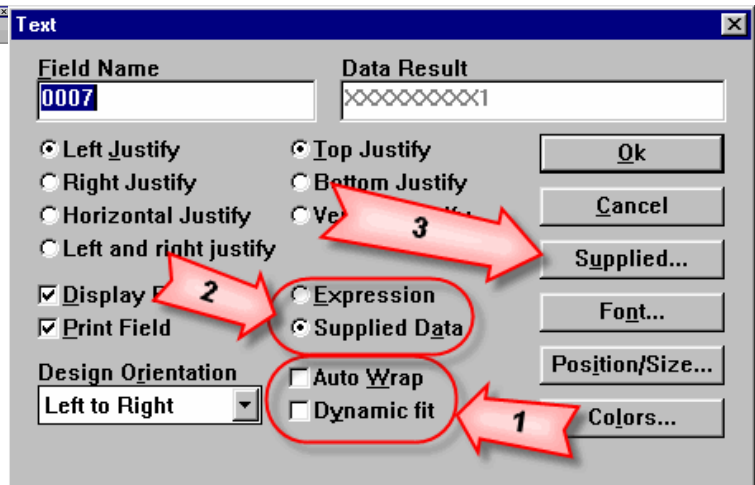 Text
Field Name Data Result
0007 XXXXXXXXXX1
Left Justify Top Justify Ok
Right Justify Bottom Justify
Horizontal Justify Cancel
3
Left and right justify Supplied...
2
Display Expression
Print Field Supplied Data Font...
Design Orientation Auto Wrap Position/Size...
Left to Right Dynamic fit 1 Colors...